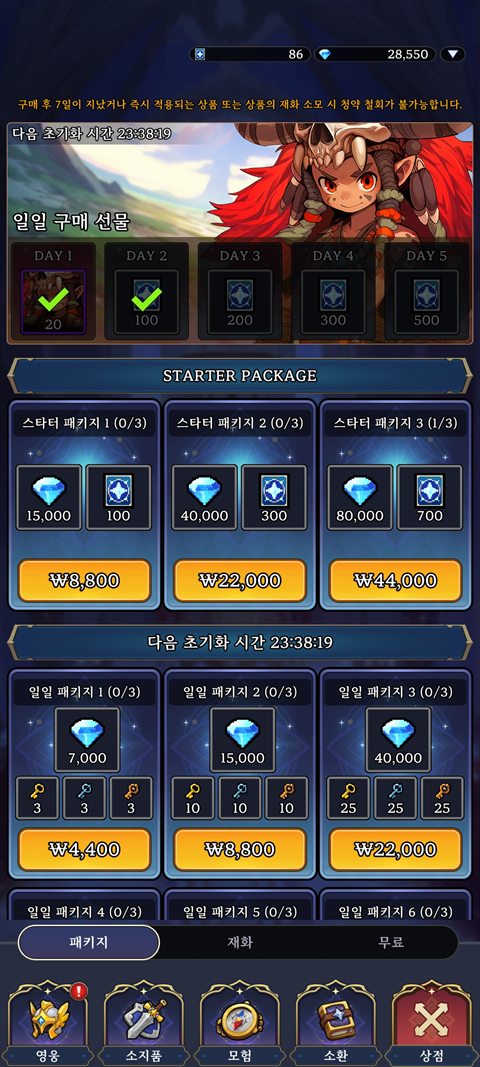 86
28,550
구매 후 7일이 지났거나 즉시 적용되는 상품 또는 상품의 재화 소모 시 청약 철회가 불가능합니다.
다음 초기화 시간 23:38:19
일일 구매 선물
DAY 1 DAY 2 DAY 3 DAY 4 DAY 5
20 100 200 300 500
STARTER PACKAGE
스타터 패키지 1 (0/3) 스타터 패키지 2 (0/3) 스타터 패키지 3 (1/3)
15,000 100 40,000 300 80,000 700
₩8,800 ₩22,000 ₩44,000
다음 초기화 시간 23:38:19
일일 패키지 1 (0/3) 일일 패키지 2 (0/3) 일일 패키지 3 (0/3)
7,000 15,000 40,000
3 3 3 10 10 10 25 25 25
₩4,400 ₩8,800 ₩22,000
일일 패키지 4 (0/3) 일일 패키지 5 (0/3) 일일 패키지 6 (0/3)
패키지 재화 무료
영웅 소지품 모험 소환 상점